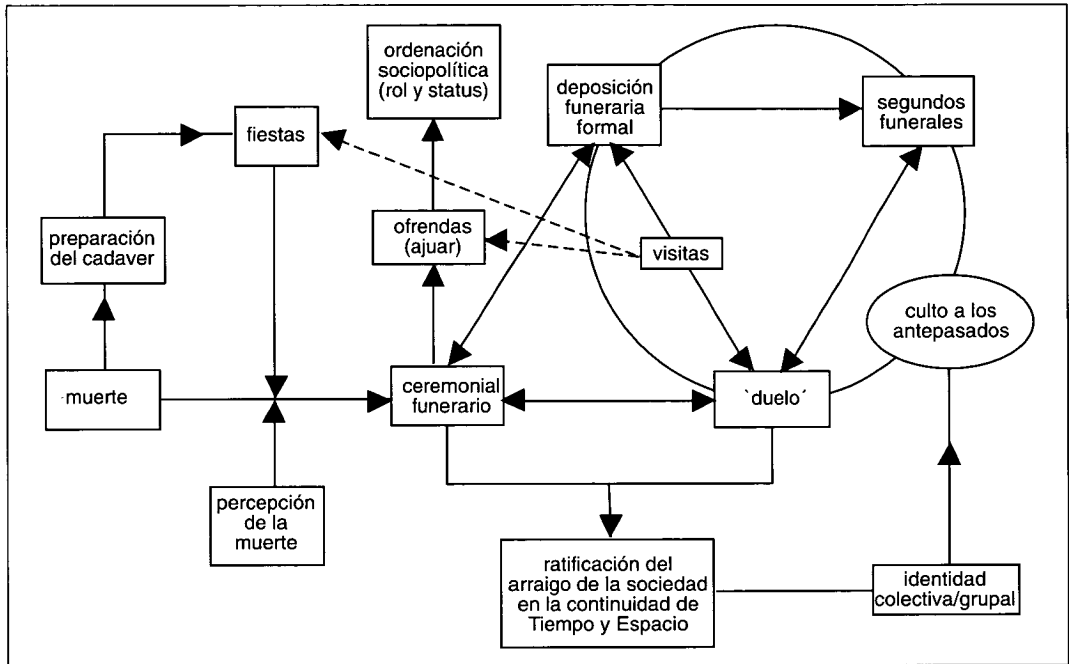 ordenación
sociopolítica
(rol y status)
deposición
funeraria
formal
segundos
funerales
fiestas
preparación
del cadaver
ofrendas
(ajuar)
visitas
culto a los
antepasados
muerte
ceremonial
funerario
`duelo´
percepción
de la
muerte
ratificación del
arraigo de la sociedad
en la continuidad de
Tiempo y Espacio
identidad
colectiva/grupal